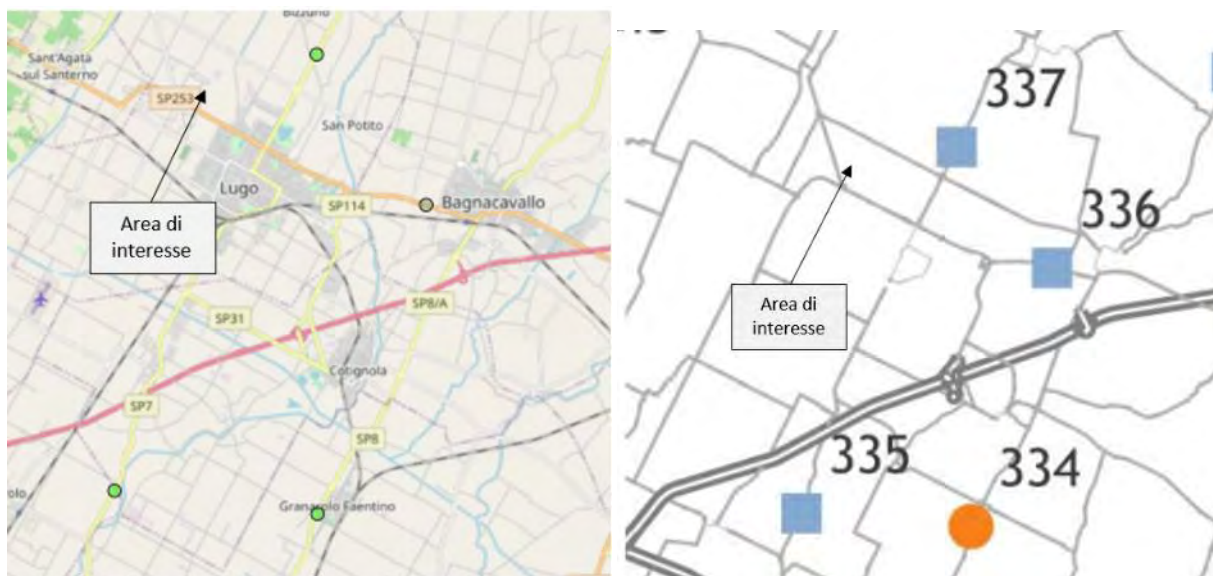 Bizzuno
Sant'Agata
sul Santerno
SP253
San Potito
Lugo
SP114
Bagnacavallo
Area di
interesse
SP8/A
SP31
Cotignola
SP7
SP8
Granarolo Faentino
337
336
Area di
interesse
335
334